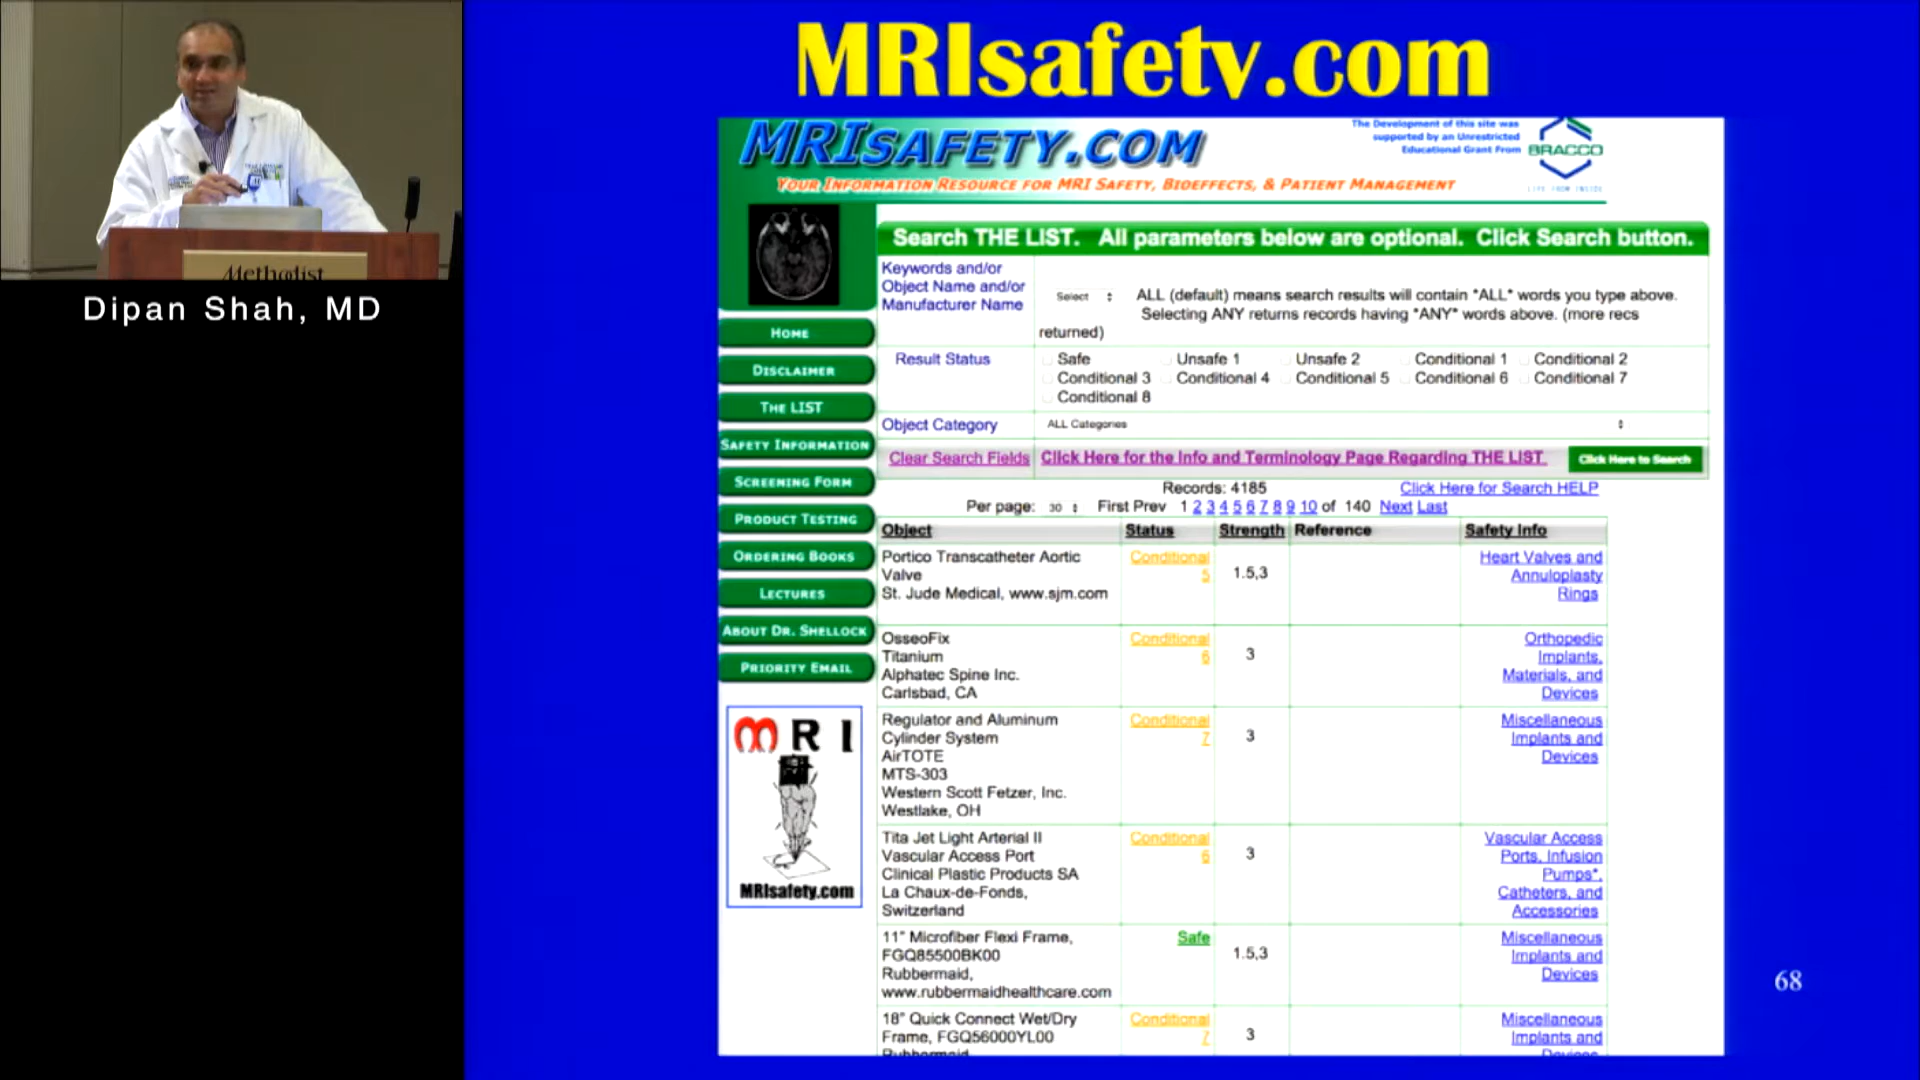 Methodist
Dipan Shah, MD
MRIsafety.com
MRISAFETY.COM
The Development of this site was
supported by an Unrestricted
Educational Grant From
BRACCO
LIFE FROM INSIDE
YOUR INFORMATION RESOURCE FOR MRI SAFETY, BIOEFFECTS, & PATIENT MANAGEMENT
HOME
DISCLAIMER
THE LIST
SAFETY INFORMATION
SCREENING FORM
PRODUCT TESTING
ORDERING BOOKS
LECTURES
ABOUT DR. SHELLOCK
PRIORITY EMAIL
MRI
MRIsafety.com
Search THE LIST. All parameters below are optional. Click Search button.
Keywords and/or
Object Name and/or
Manufacturer Name
Select
ALL (default) means search results will contain *ALL* words you type above.
Selecting ANY returns records having *ANY* words above. (more recs
returned)
Result Status
Safe Unsafe 1 Unsafe 2 Conditional 1 Conditional 2
Conditional 3 Conditional 4 Conditional 5 Conditional 6 Conditional 7
Conditional 8
Object Category ALL Categories
Clear Search Fields Click Here for the Info and Terminology Page Regarding THE LIST Click Here to Search
Records: 4185 Click Here for Search HELP
Per page: 30 First Prev 1 2 3 4 5 6 7 8 9 10 of 140 Next Last
Object Status Strength Reference Safety Info
Portico Transcatheter Aortic
Valve
St. Jude Medical, www.sjm.com
Conditional
5
1.5,3
Heart Valves and
Annuloplasty
Rings
OsseoFix
Titanium
Alphatec Spine Inc.
Carlsbad, CA
Conditional
6
3
Orthopedic
Implants,
Materials, and
Devices
Regulator and Aluminum
Cylinder System
AirTOTE
MTS-303
Western Scott Fetzer, Inc.
Westlake, OH
Conditional
7
3
Miscellaneous
Implants and
Devices
Tita Jet Light Arterial II
Vascular Access Port
Clinical Plastic Products SA
La Chaux-de-Fonds,
Switzerland
Conditional
6
3
Vascular Access
Ports, Infusion
Pumps*,
Catheters, and
Accessories
11" Microfiber Flexi Frame,
FGQ85500BK00
Rubbermaid,
www.rubbermaidhealthcare.com
Safe
1.5,3
Miscellaneous
Implants and
Devices
18" Quick Connect Wet/Dry
Frame, FGQ56000YL00
Rubbermaid
Conditional
7
3
Miscellaneous
Implants and
Devices
68